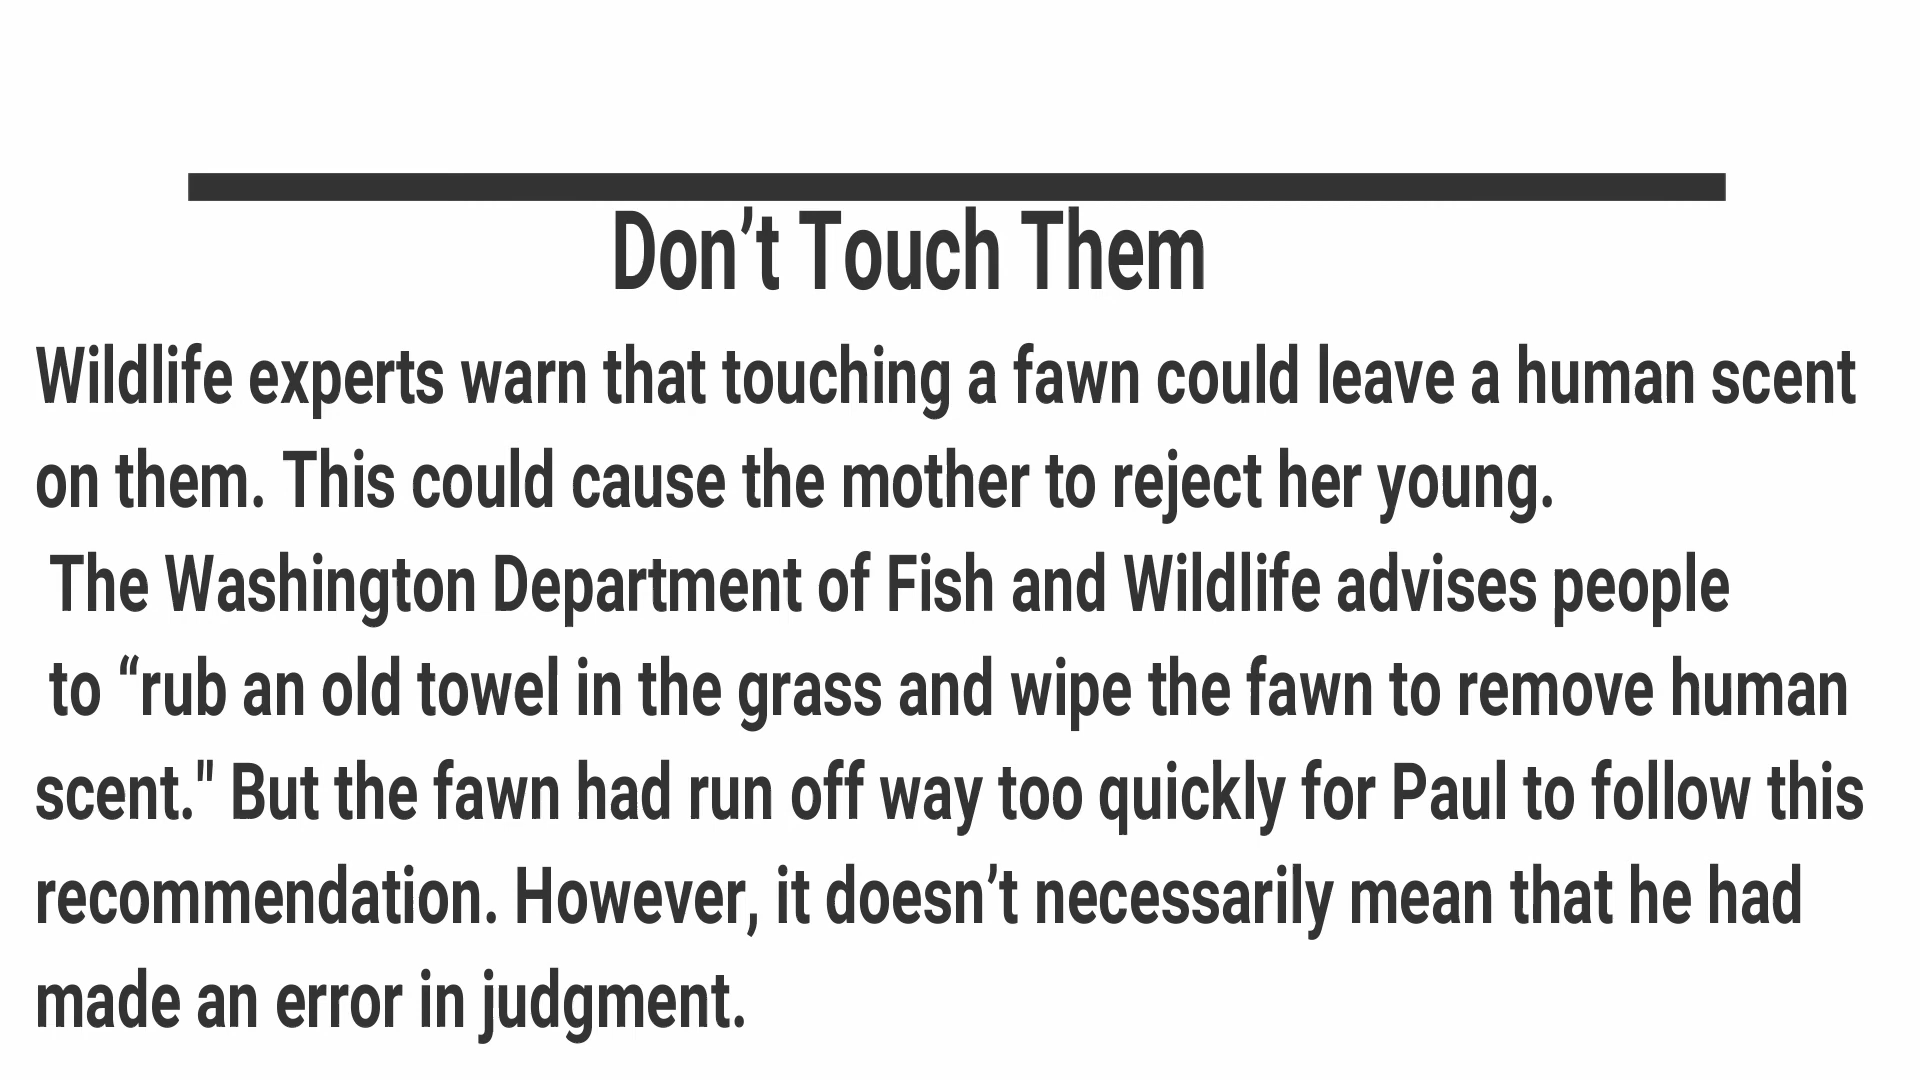 Don’t Touch Them
Wildlife experts warn that touching a fawn could leave a human scent
on them. This could cause the mother to reject her young.
The Washington Department of Fish and Wildlife advises people
to “rub an old towel in the grass and wipe the fawn to remove human
scent." But the fawn had run off way too quickly for Paul to follow this
recommendation. However, it doesn’t necessarily mean that he had
made an error in judgment.